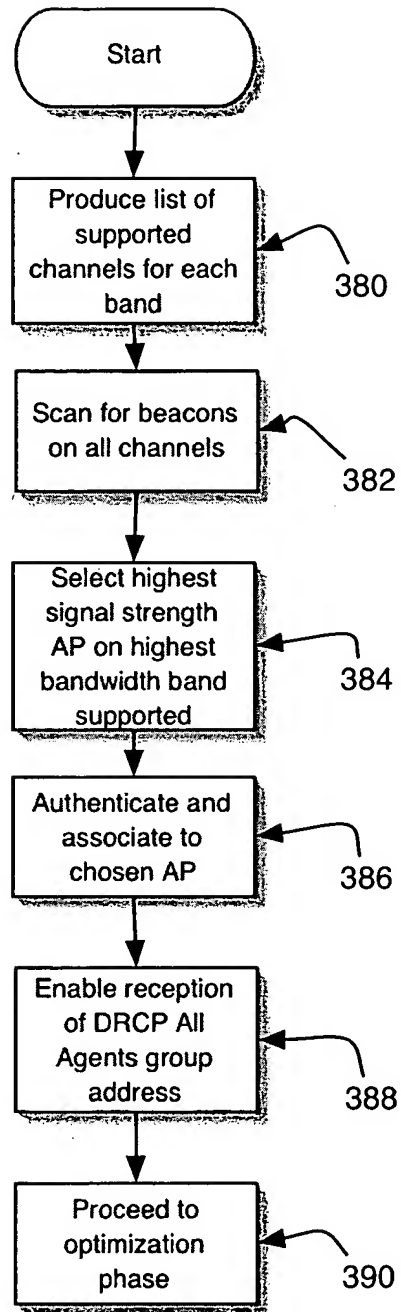 Start
Produce list of
supported
channels for each
band
380
Scan for beacons
on all channels
382
Select highest
signal strength
AP on highest
bandwidth band
supported
384
Authenticate and
associate to
chosen AP
386
Enable reception
of DRCP All
Agents group
address
388
Proceed to
optimization
phase
390